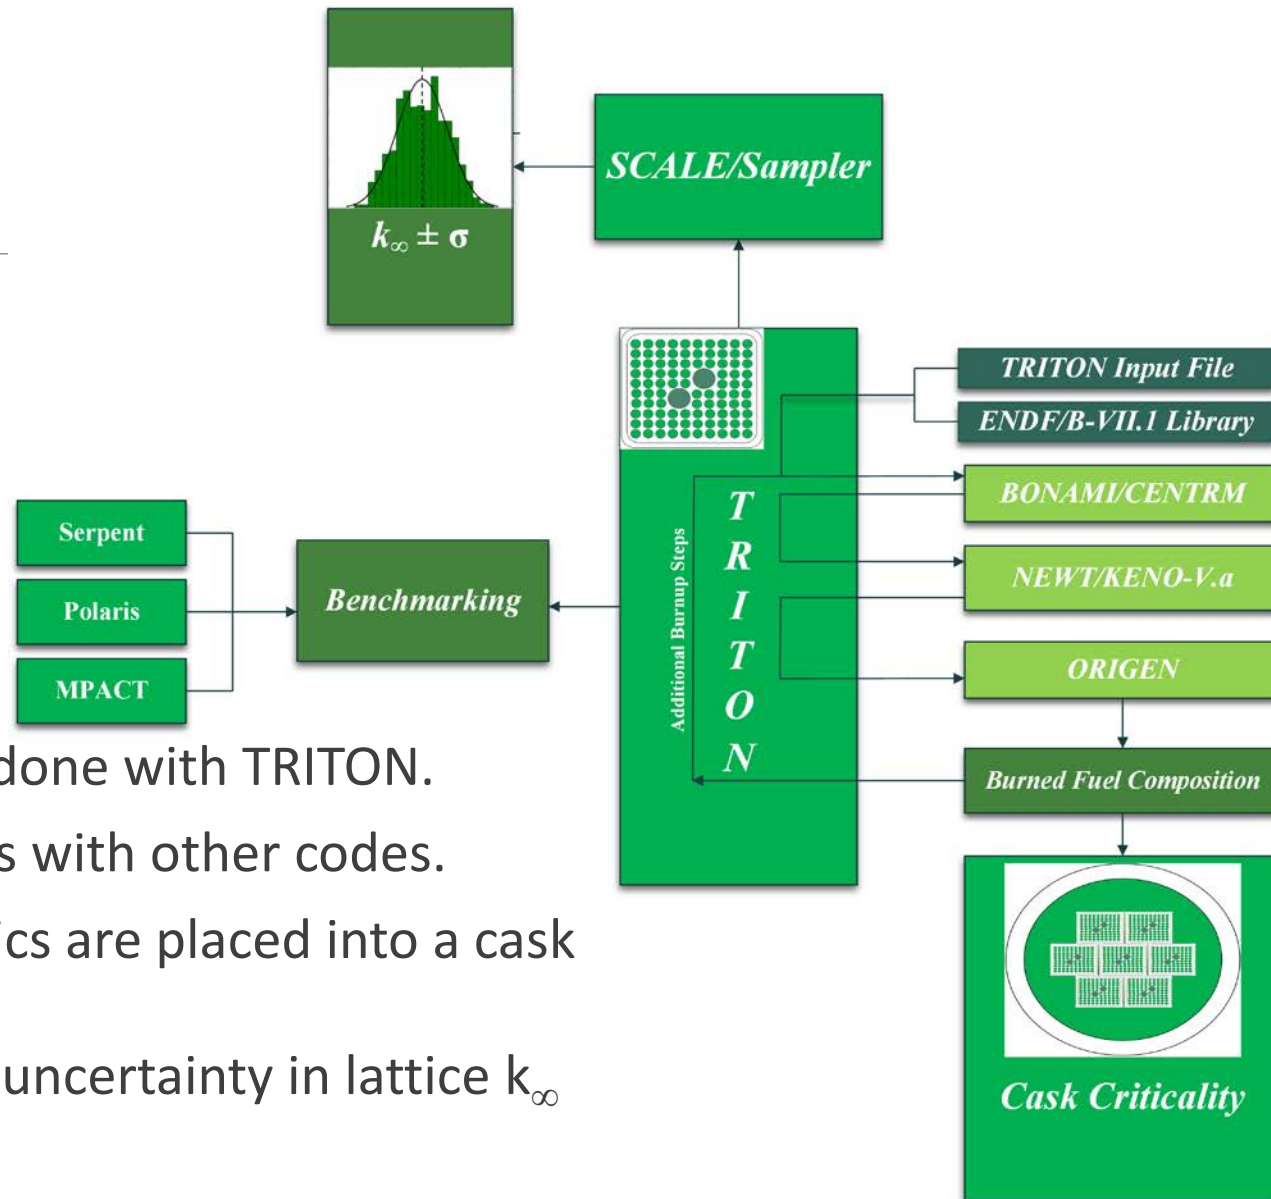 k∞ ± σ
SCALE/Sampler
TRITON Input File
ENDF/B-VII.1 Library
BONAMI/CENTRM
NEWT/KENO-V.a
ORIGEN
Burned Fuel Composition
Cask Criticality
TRITON
Additional Burnup Steps
Benchmarking
Serpent
Polaris
MPACT
done with TRITON.
s with other codes.
ics are placed into a cask
uncertainty in lattice k∞